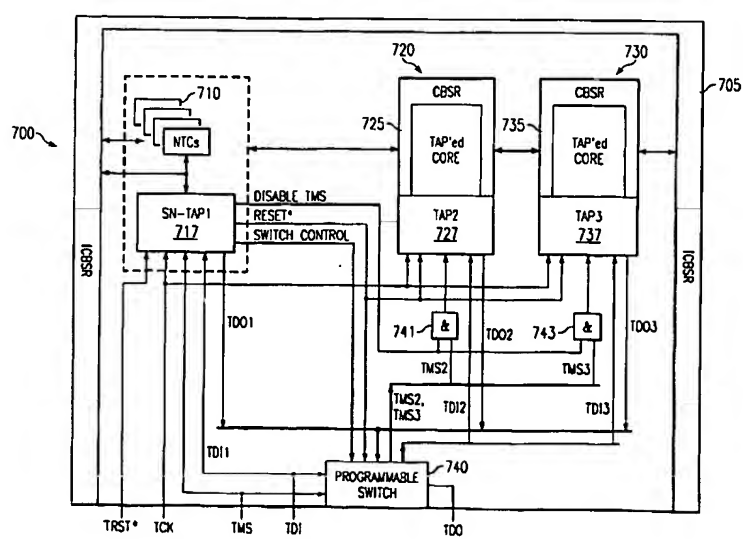 720
730
705
710
CBSR
CBSR
725
735
700
NTCs
TAP'ed
CORE
TAP'ed
CORE
DISABLE TMS
SN-TAP1
717
RESET*
SWITCH CONTROL
TAP2
727
TAP3
737
ICBSR
ICBSR
TDO1
741
&
TDO2
743
&
TDO3
TMS2
TMS3
TMS2,
TMS3
TDI2
TDI3
TDI1
740
PROGRAMMABLE
SWITCH
TRST*
TCK
TMS
TDI
TDO